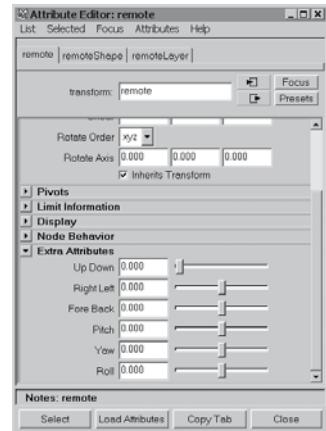 Attribute Editor: remote
List Selected Focus Attributes Help
remote remoteShape remoteLayer
transform: remote
Focus
Presets
Rotate Order xyz
Rotate Axis 0.000 0.000 0.000
Inherits Transform
Pivots
Limit Information
Display
Node Behavior
Extra Attributes
Up Down 0.000
Right Left 0.000
Fore Back 0.000
Pitch 0.000
Yaw 0.000
Roll 0.000
Notes: remote
Select Load Attributes Copy Tab Close